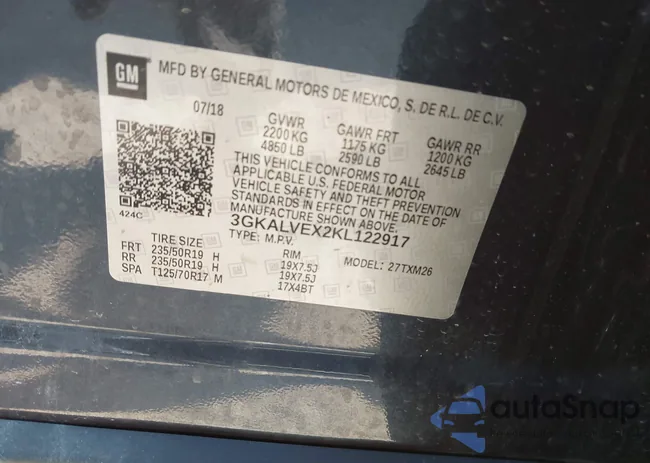 GM
MFD BY GENERAL MOTORS DE MEXICO, S. DE R.L. DE C.V.
07/18
GVWR GAWR FRT GAWR RR
2200 KG 1175 KG 1200 KG
4850 LB 2590 LB 2645 LB
THIS VEHICLE CONFORMS TO ALL
APPLICABLE U.S. FEDERAL MOTOR
VEHICLE SAFETY AND THEFT PREVENTION
STANDARDS IN EFFECT ON THE DATE OF
MANUFACTURE SHOWN ABOVE.
424C
3GKALVEX2KL122917
TYPE: M.P.V.
MODEL: 27TXM26
TIRE SIZE RIM
FRT 235/50R19 H 19X7.5J
RR 235/50R19 H 19X7.5J
SPA T125/70R17 M 17X4BT
autoSnap